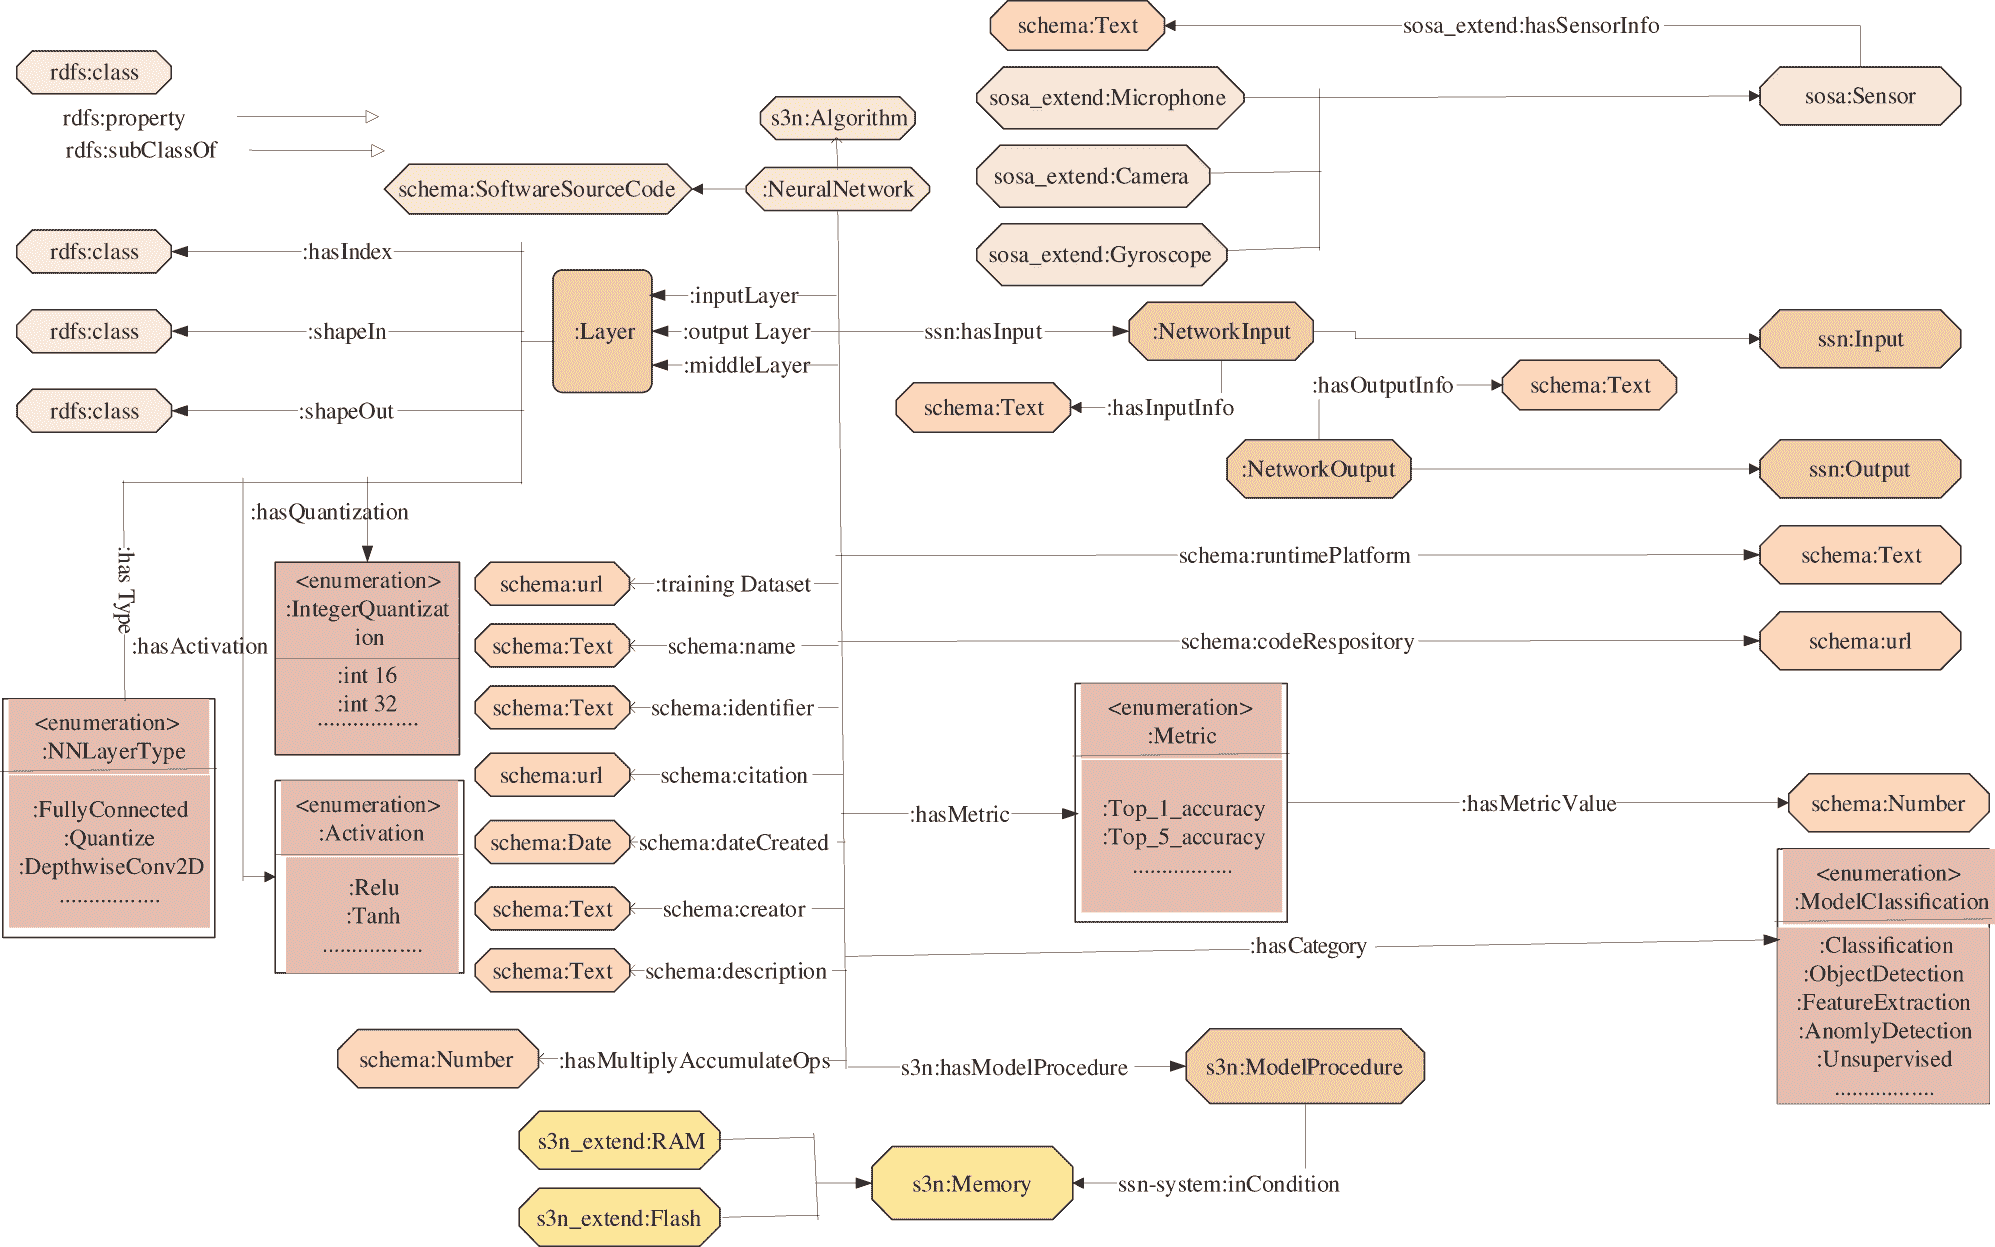 schema:Text
sosa_extend:hasSensorInfo
rdfs:class
sosa_extend:Microphone
sosa:Sensor
rdfs:property
s3n:Algorithm
rdfs:subClassOf
sosa_extend:Camera
schema:SoftwareSourceCode
:NeuralNetwork
rdfs:class
:hasIndex
sosa_extend:Gyroscope
:inputLayer
rdfs:class
:shapeIn
:Layer
:output Layer
ssn:hasInput
:NetworkInput
ssn:Input
:middleLayer
:hasOutputInfo
schema:Text
schema:Text
:hasInputInfo
rdfs:class
:shapeOut
:NetworkOutput
ssn:Output
:hasQuantization
:has Type
schema:runtimePlatform
schema:Text
<enumeration>
:IntegerQuantizat
ion
:int 16
:int 32
.................
schema:url
:training Dataset
:hasActivation
schema:Text
schema:name
schema:codeRespository
schema:url
schema:Text
schema:identifier
<enumeration>
:Metric
:Top_1_accuracy
:Top_5_accuracy
.................
<enumeration>
:NNLayerType
:FullyConnected
:Quantize
:DepthwiseConv2D
.................
schema:url
schema:citation
:hasMetric
:hasMetricValue
schema:Number
<enumeration>
:Activation
:Relu
:Tanh
.................
schema:Date
schema:dateCreated
schema:Text
schema:creator
<enumeration>
:ModelClassification
:Classification
:ObjectDetection
:FeatureExtraction
:AnomlyDetection
:Unsupervised
.................
:hasCategory
schema:Text
schema:description
schema:Number
:hasMultiplyAccumulateOps
s3n:hasModelProcedure
s3n:ModelProcedure
s3n_extend:RAM
s3n:Memory
ssn-system:inCondition
s3n_extend:Flash